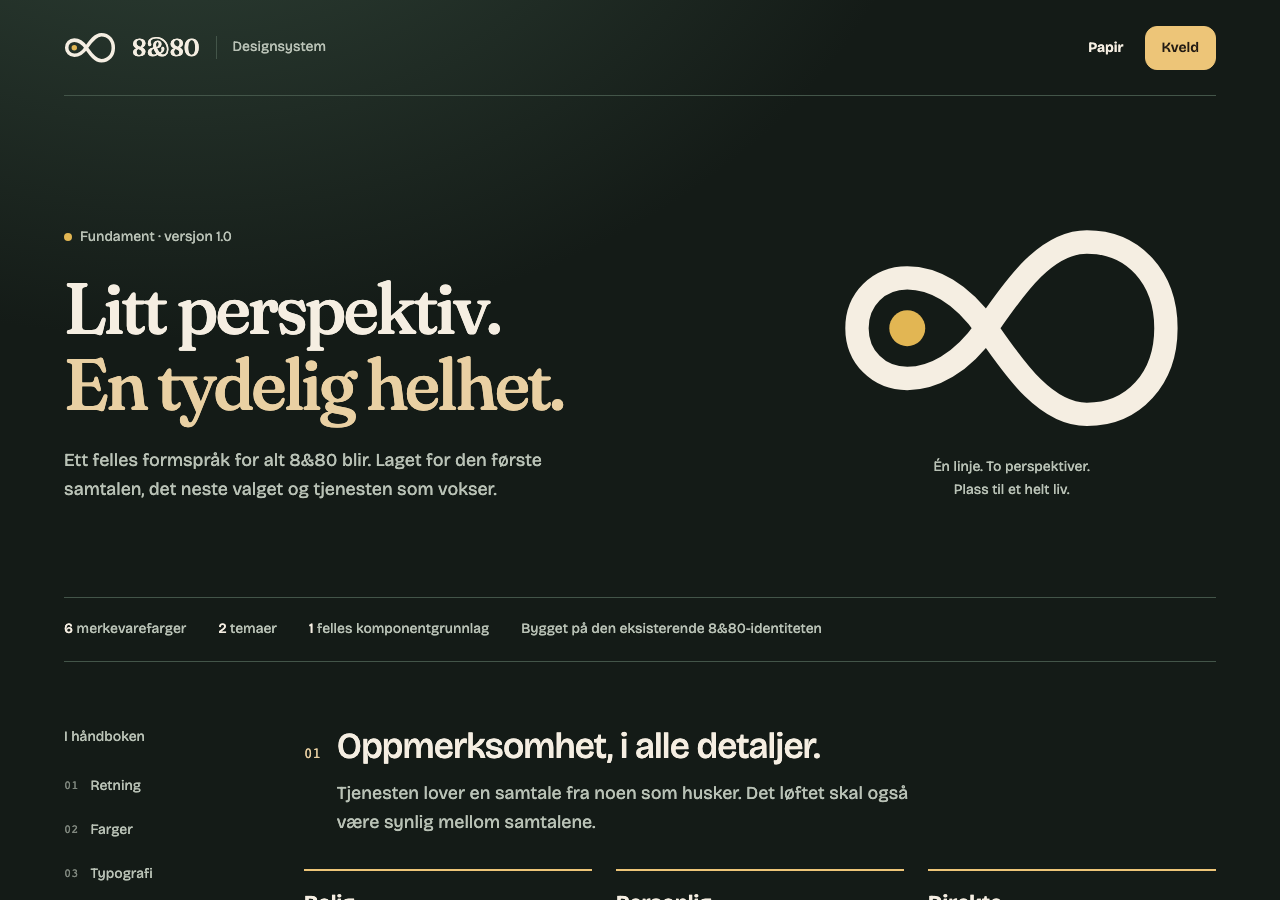 8&80
Designsystem
Papir
Kveld
Fundament · versjon 1.0
Litt perspektiv.
En tydelig helhet.
Ett felles formspråk for alt 8&80 blir. Laget for den første
samtalen, det neste valget og tjenesten som vokser.
Én linje. To perspektiver.
Plass til et helt liv.
6 merkevarefarger
2 temaer
1 felles komponentgrunnlag
Bygget på den eksisterende 8&80-identiteten
I håndboken
01 Retning
02 Farger
03 Typografi
01 Oppmerksomhet, i alle detaljer.
Tjenesten lover en samtale fra noen som husker. Det løftet skal også
være synlig mellom samtalene.